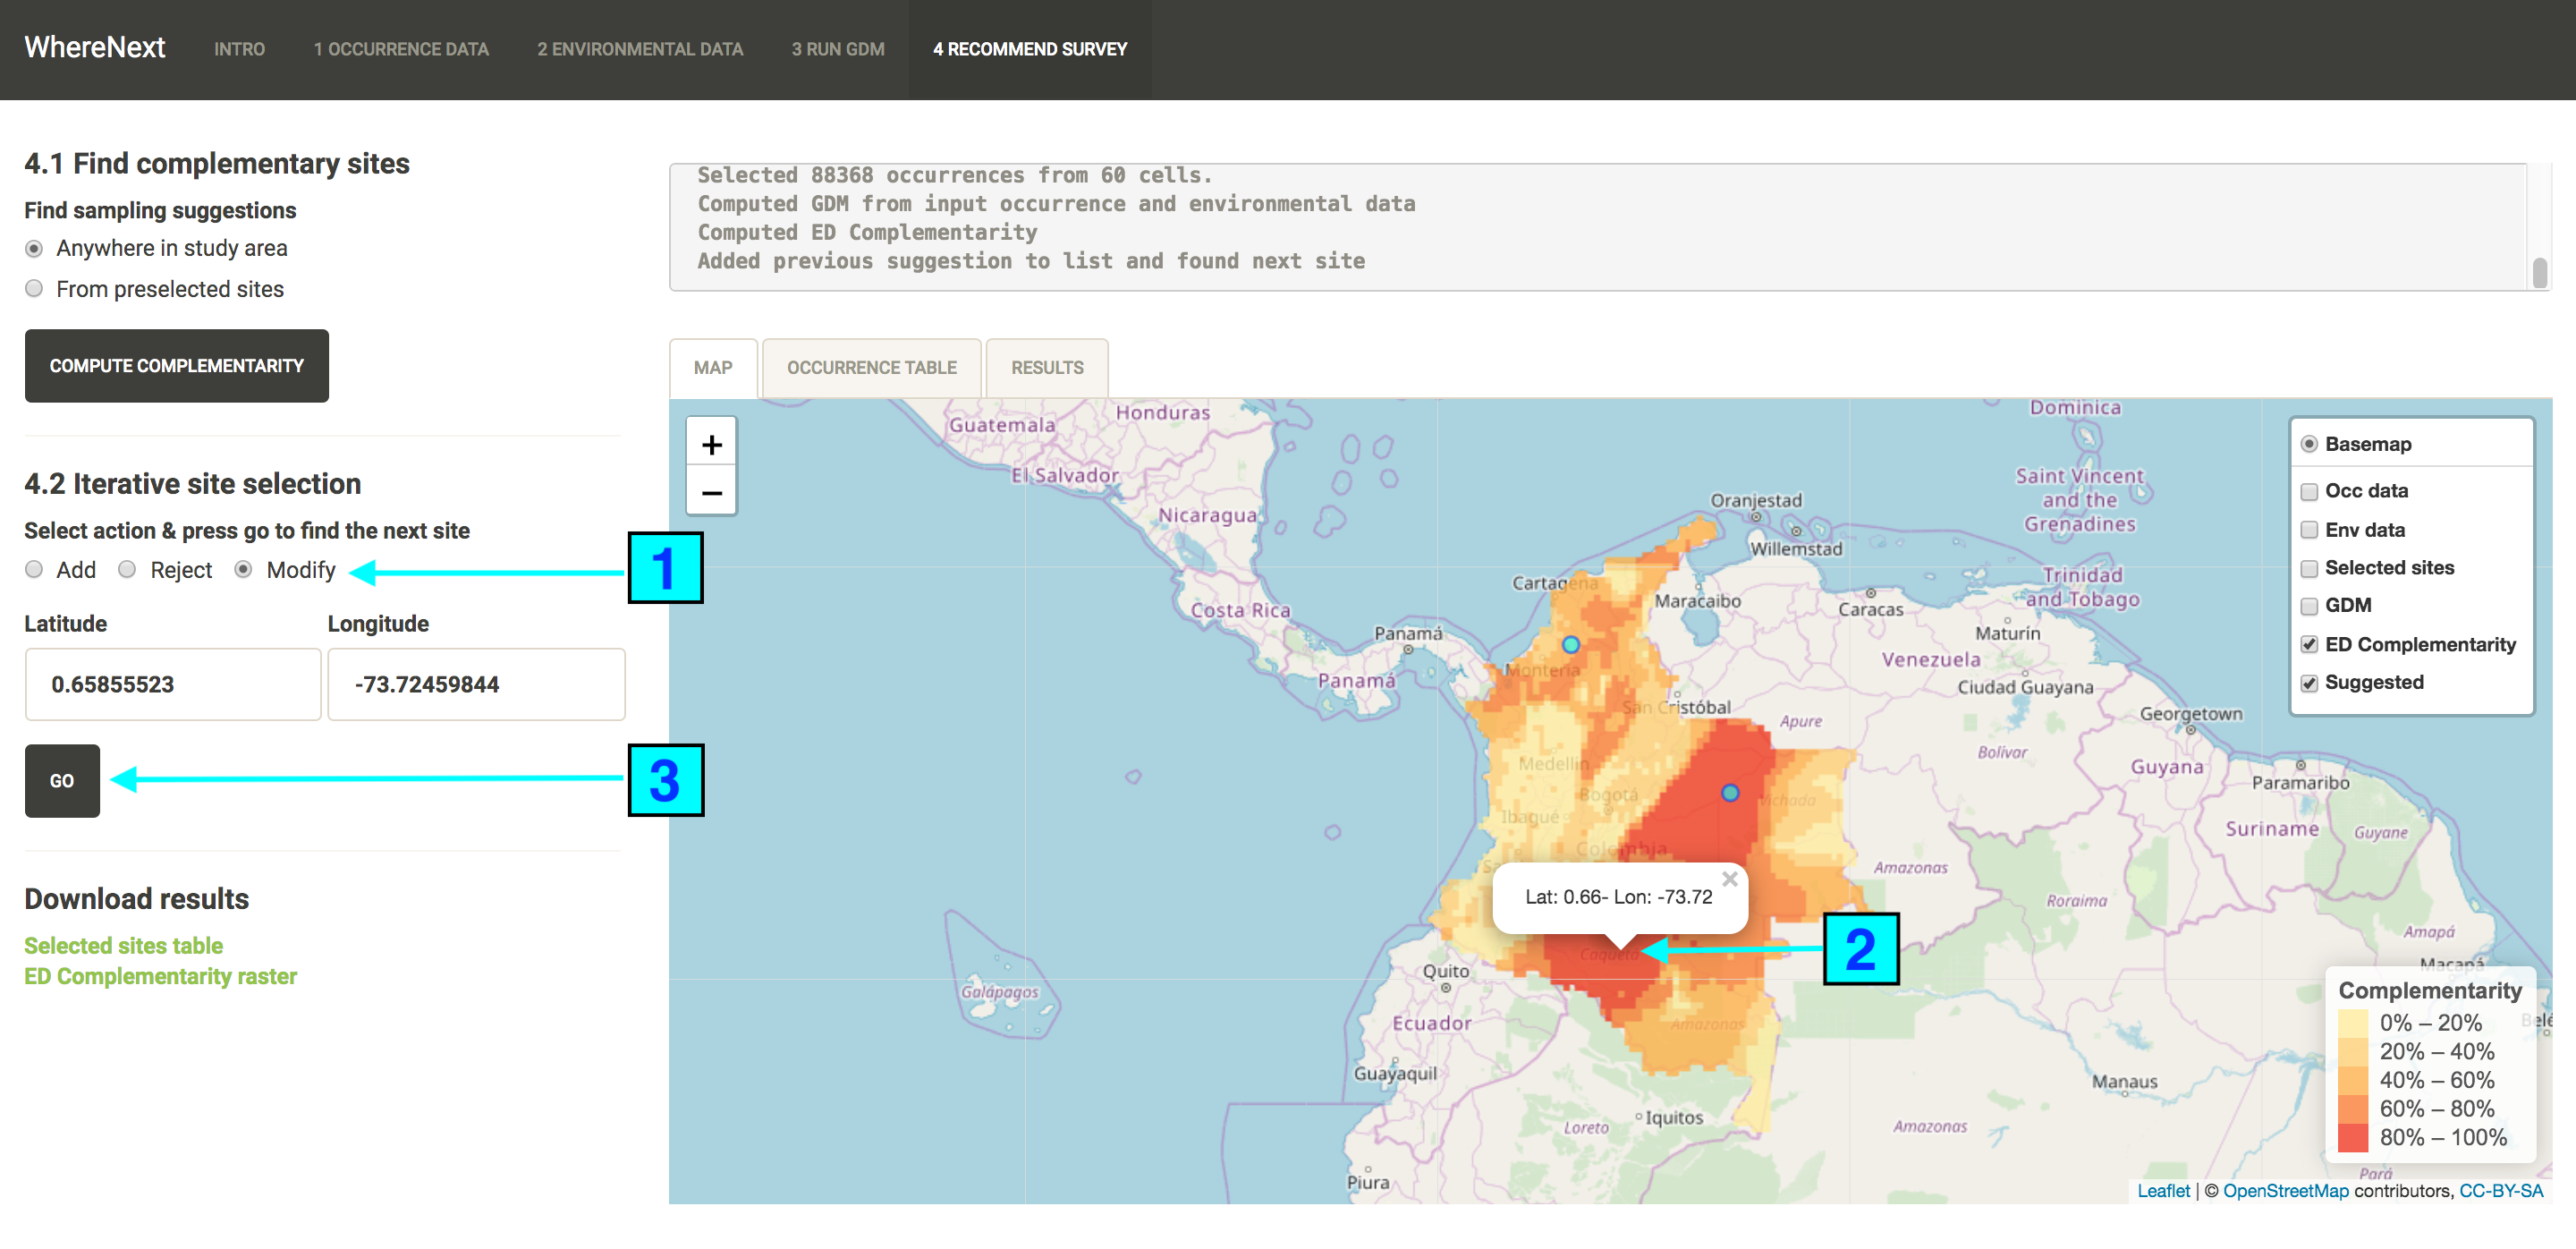 WhereNext INTRO 1 OCCURRENCE DATA 2 ENVIRONMENTAL DATA 3 RUN GDM 4 RECOMMEND SURVEY
4.1 Find complementary sites
Find sampling suggestions
Anywhere in study area
From preselected sites
COMPUTE COMPLEMENTARITY
4.2 Iterative site selection
Select action & press go to find the next site
Add Reject Modify
1
Latitude Longitude
0.65855523 -73.72459844
GO
3
Download results
Selected sites table
ED Complementarity raster
Selected 88368 occurrences from 60 cells.
Computed GDM from input occurrence and environmental data
Computed ED Complementarity
Added previous suggestion to list and found next site
MAP OCCURRENCE TABLE RESULTS
+
−
Basemap
Occ data
Env data
Selected sites
GDM
ED Complementarity
Suggested
Honduras
Guatemala
El Salvador
Nicaragua
Costa Rica
Panamá
Panamá
Dominica
Saint Vincent
and the
Grenadines
Oranjestad
Willemstad
Cartagena
Maracaibo
Caracas
Trinidad
and Tobago
Maturín
Montería
Venezuela
Ciudad Guayana
San Cristóbal
Apure
Georgetown
Bolívar
Medellín
Guyana
Paramaribo
Bogotá
Vichada
Ibagué
Suriname
Guyane
Colombia
Amazonas
Lat: 0.66- Lon: -73.72
×
2
Roraima
Caquetá
Amapá
Macapá
Quito
Galápagos
Ecuador
Amazonas
Guayaquil
Manaus
Iquitos
Loreto
Amazonas
Piura
Pará
Complementarity
0% – 20%
20% – 40%
40% – 60%
60% – 80%
80% – 100%
Leaflet | © OpenStreetMap contributors, CC-BY-SA